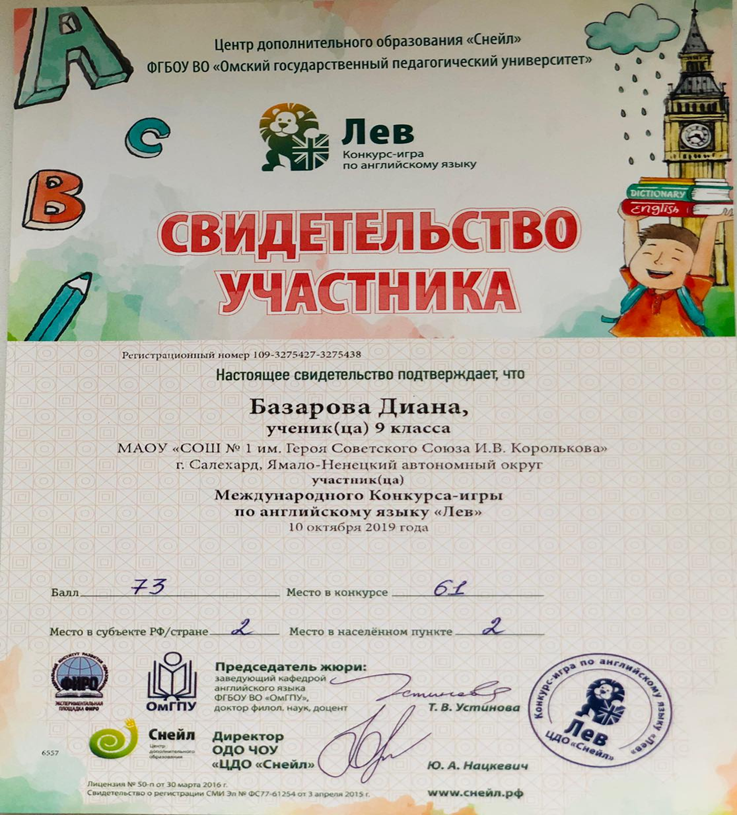 A
C
B
Центр дополнительного образования «Снейл»
ФГБОУ ВО «Омский государственный педагогический университет»
Лев
Конкурс-игра
по английскому языку
DICTIONARY
English
СВИДЕТЕЛЬСТВО
УЧАСТНИКА
Регистрационный номер 109-3275427-3275438
Настоящее свидетельство подтверждает, что
Базарова Диана,
ученик(ца) 9 класса
МАОУ «СОШ № 1 им. Героя Советского Союза И.В. Королькова»
г. Салехард, Ямало-Ненецкий автономный округ
участник(ца)
Международного Конкурса-игры
по английскому языку «Лев»
10 октября 2019 года
Балл 73 Место в конкурсе 61
Место в субъекте РФ/стране 2 Место в населённом пункте 2
ФИРО
ЭКСПЕРИМЕНТАЛЬНАЯ
ПЛОЩАДКА ФИРО
ОмГПУ
Председатель жюри:
заведующий кафедрой
английского языка
ФГБОУ ВО «ОмГПУ»,
доктор филол. наук, доцент
Т. В. Устинова
Конкурс-игра по английскому языку «Лев»
Лев
ЦДО «Снейл»
Снейл
Центр
дополнительного
образования
Директор
ОДО ЧОУ
«ЦДО «Снейл»
Ю. А. Нацкевич
6557
Лицензия № 50-п от 30 марта 2016 г.
Свидетельство о регистрации СМИ Эл № ФС77-61254 от 3 апреля 2015 г.
www.снейл.рф